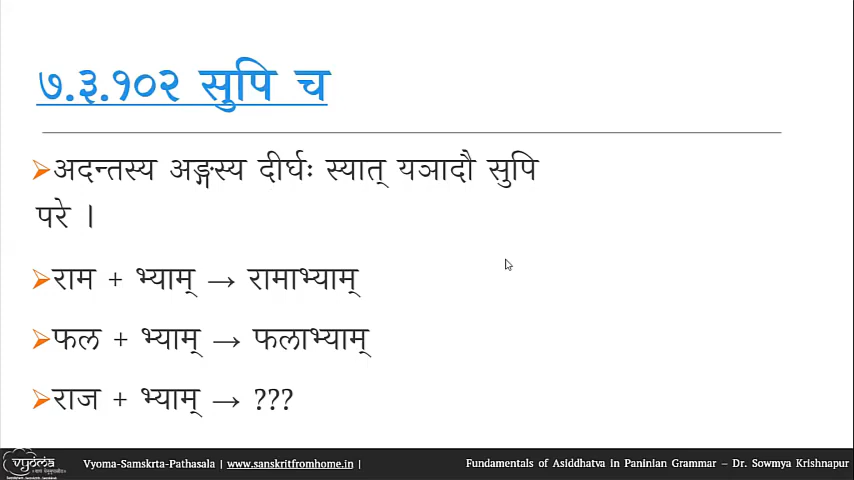 ७.३.१०२ सुपि च
अदन्तस्य अङ्गस्य दीर्घः स्यात् यञादौ सुपि
परे ।
राम + भ्याम् → रामाभ्याम्
फल + भ्याम् → फलाभ्याम्
राज + भ्याम् → ???
vyoma
Vyoma-Samskrta-Pathasala | www.sanskritfromhome.in |
Fundamentals of Asiddhatva in Paninian Grammar – Dr. Sowmya Krishnapur